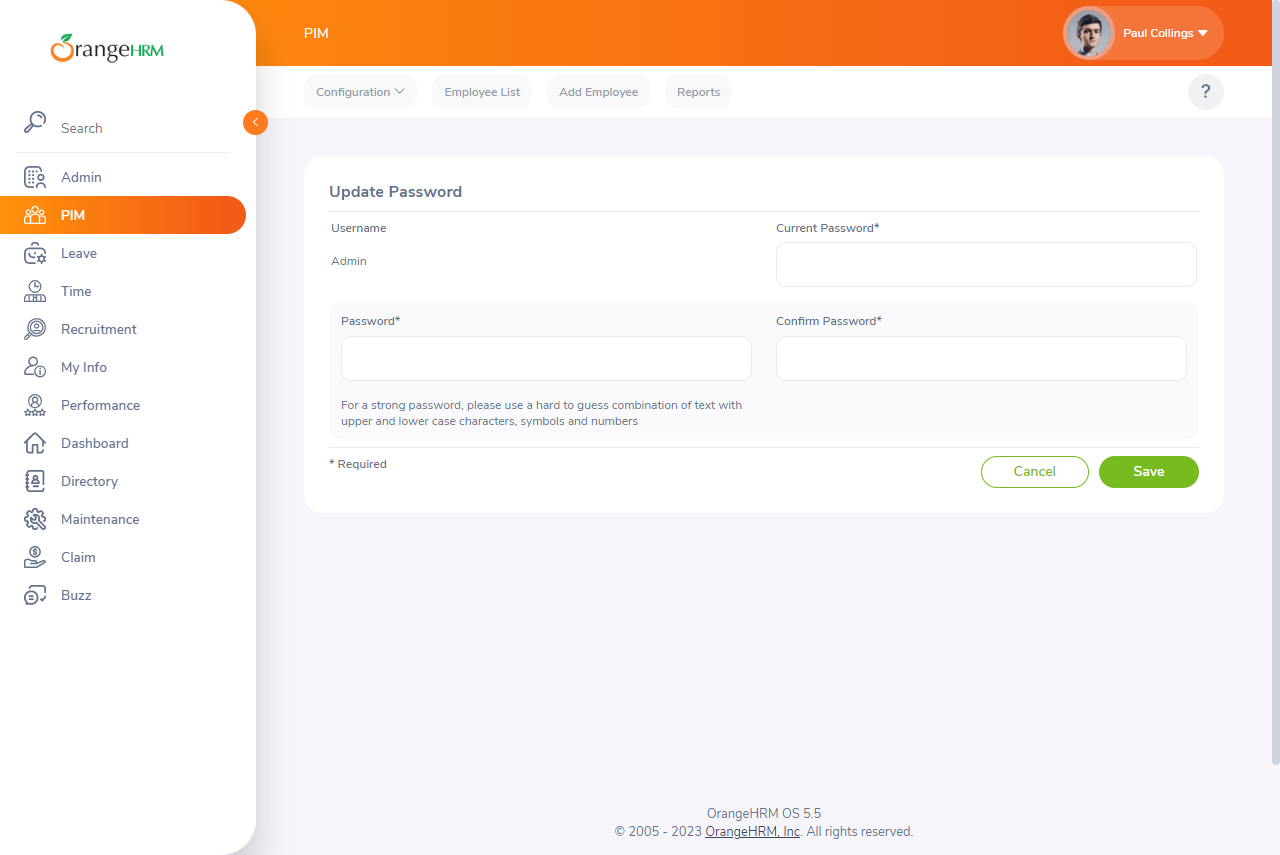 OrangeHRM
Search
Admin
PIM
Leave
Time
Recruitment
My Info
Performance
Dashboard
Directory
Maintenance
Claim
Buzz
PIM
Paul Collings
Configuration
Employee List
Add Employee
Reports
?
Update Password
Username
Current Password*
Admin
Password*
Confirm Password*
For a strong password, please use a hard to guess combination of text with
upper and lower case characters, symbols and numbers
* Required
Cancel
Save
OrangeHRM OS 5.5
© 2005 - 2023 OrangeHRM, Inc. All rights reserved.